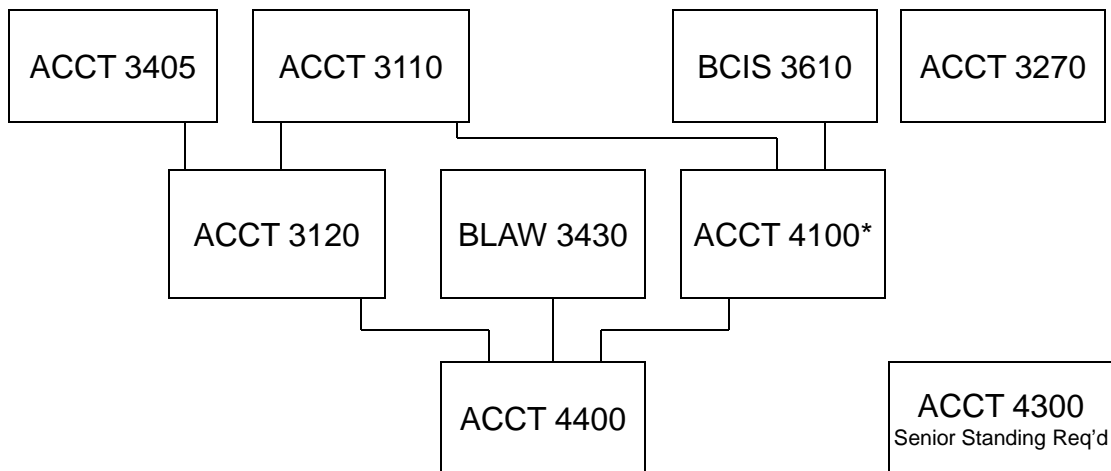 ACCT 3405
ACCT 3110
BCIS 3610
ACCT 3270
ACCT 3120
BLAW 3430
ACCT 4100*
ACCT 4400
ACCT 4300
Senior Standing Req’d